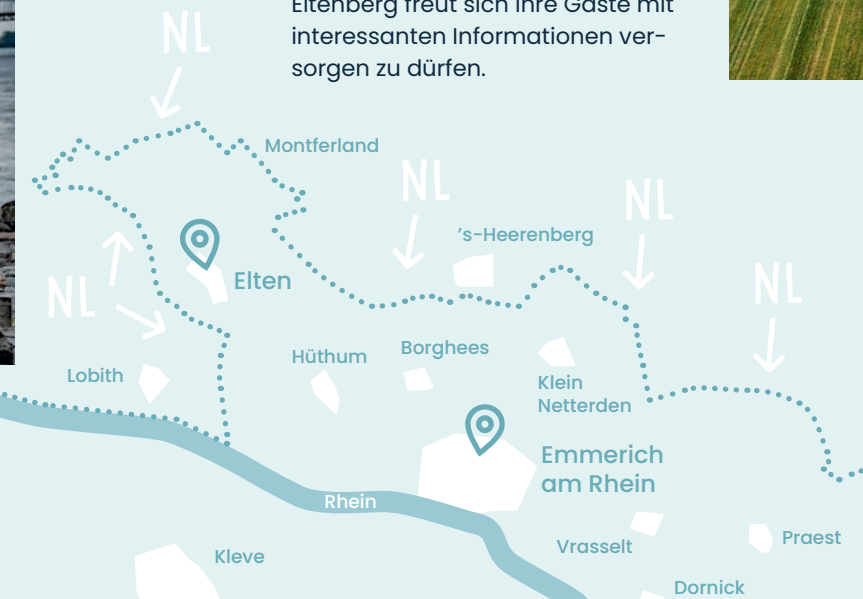 Eltenberg freut sich ihre Gäste mit
interessanten Informationen ver-
sorgen zu dürfen.
NL
Montferland
NL
NL
's-Heerenberg
NL
Elten
NL
Hüthum
Borghees
Lobith
Klein
Netterden
Emmerich
am Rhein
Rhein
Vrasselt
Praest
Kleve
Dornick